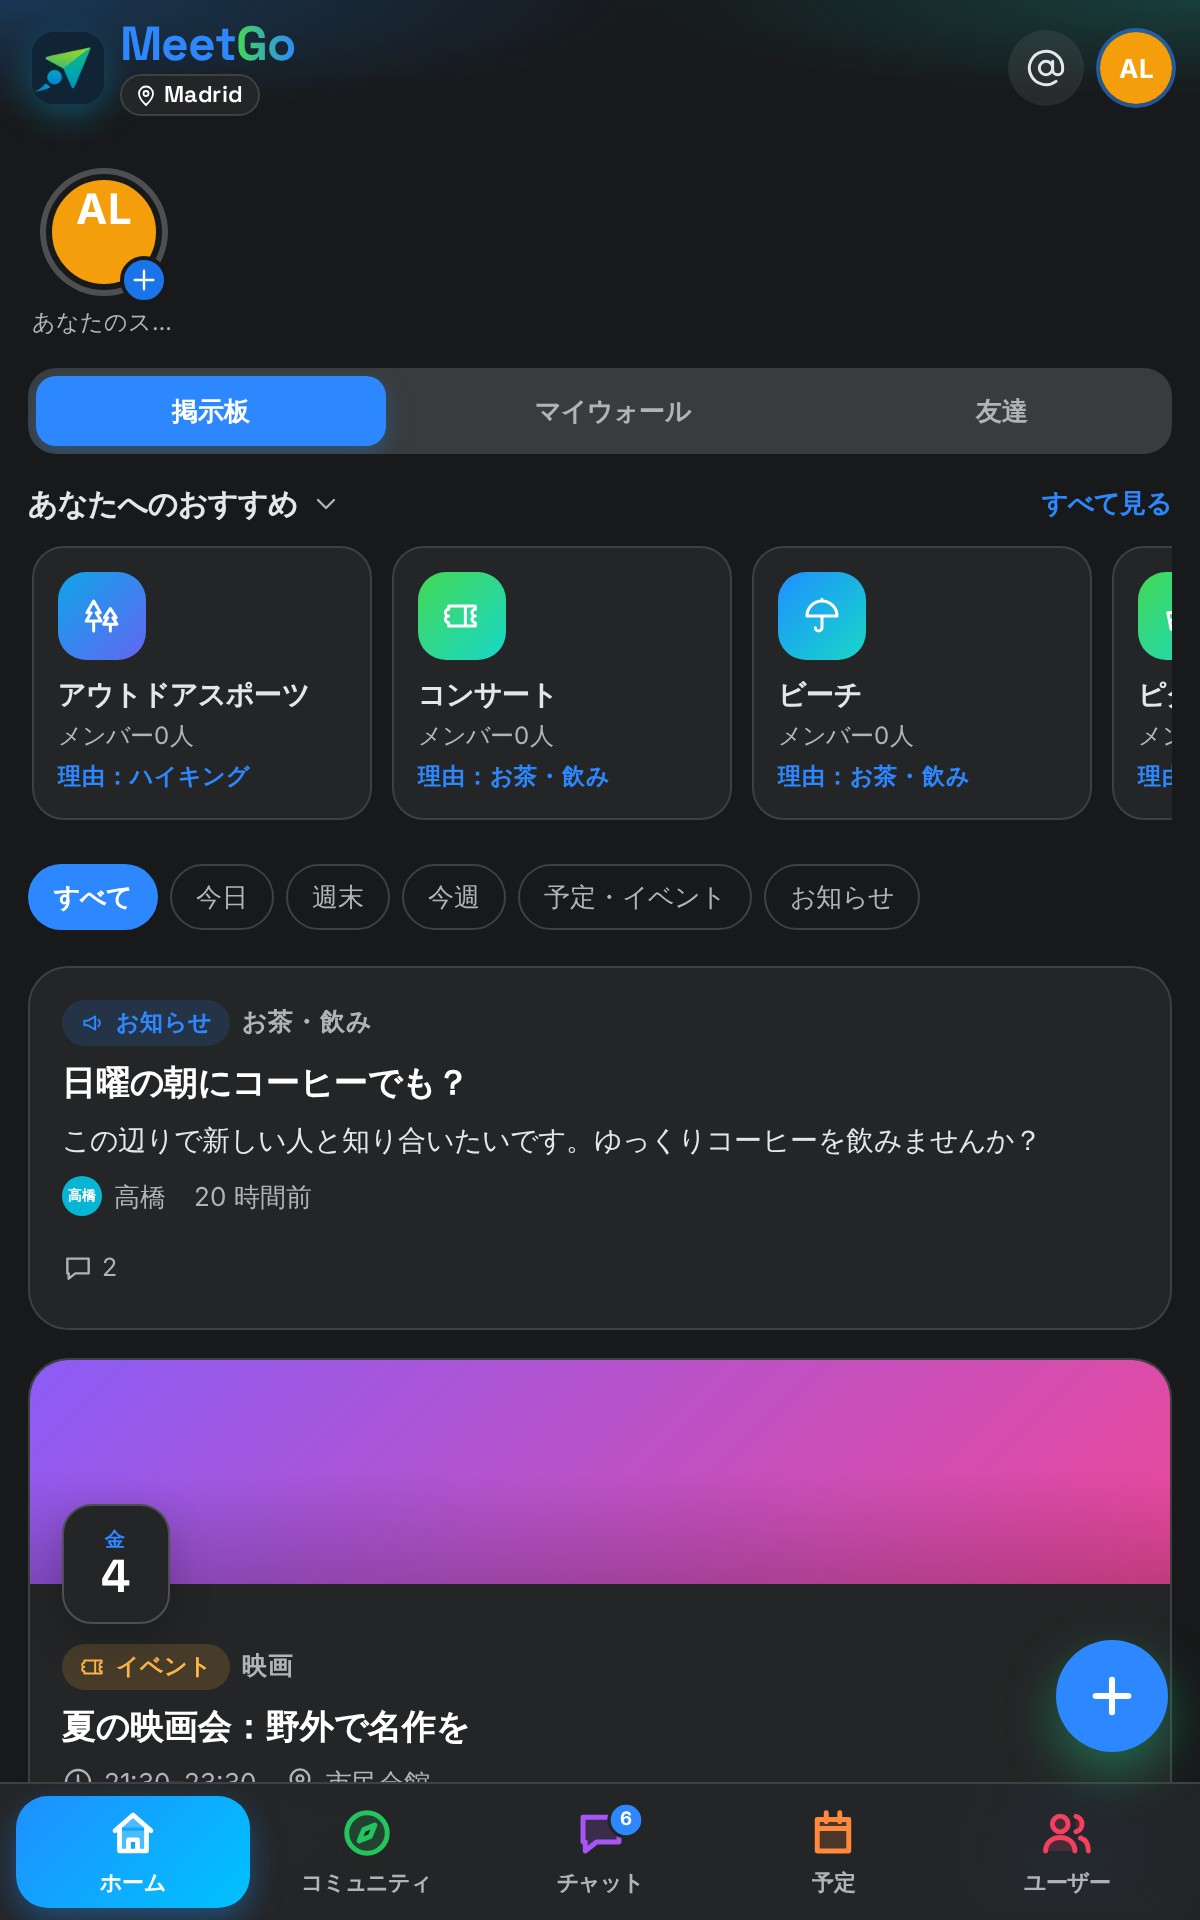 MeetGo
Madrid
AL
AL
あなたのス...
掲示板 マイウォール 友達
あなたへのおすすめ すべて見る
アウトドアスポーツ
メンバー0人
理由：ハイキング
コンサート
メンバー0人
理由：お茶・飲み
ビーチ
メンバー0人
理由：お茶・飲み
すべて 今日 週末 今週 予定・イベント お知らせ
お知らせ お茶・飲み
日曜の朝にコーヒーでも？
この辺りで新しい人と知り合いたいです。ゆっくりコーヒーを飲みませんか？
高橋 高橋 20 時間前
2
金
4
イベント 映画
夏の映画会：野外で名作を
21:30–23:30 市民会館
ホーム コミュニティ チャット 6 予定 ユーザー